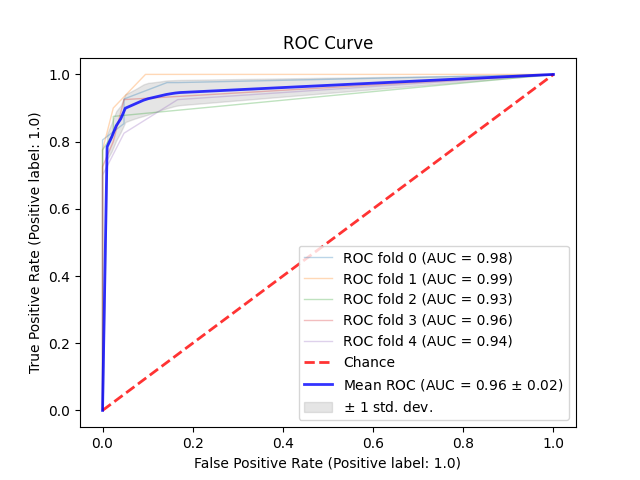 ROC Curve
1.0
0.8
0.6
0.4
0.2
0.0
True Positive Rate (Positive label: 1.0)
ROC fold 0 (AUC = 0.98)
ROC fold 1 (AUC = 0.99)
ROC fold 2 (AUC = 0.93)
ROC fold 3 (AUC = 0.96)
ROC fold 4 (AUC = 0.94)
Chance
Mean ROC (AUC = 0.96 ± 0.02)
± 1 std. dev.
0.0 0.2 0.4 0.6 0.8 1.0
False Positive Rate (Positive label: 1.0)